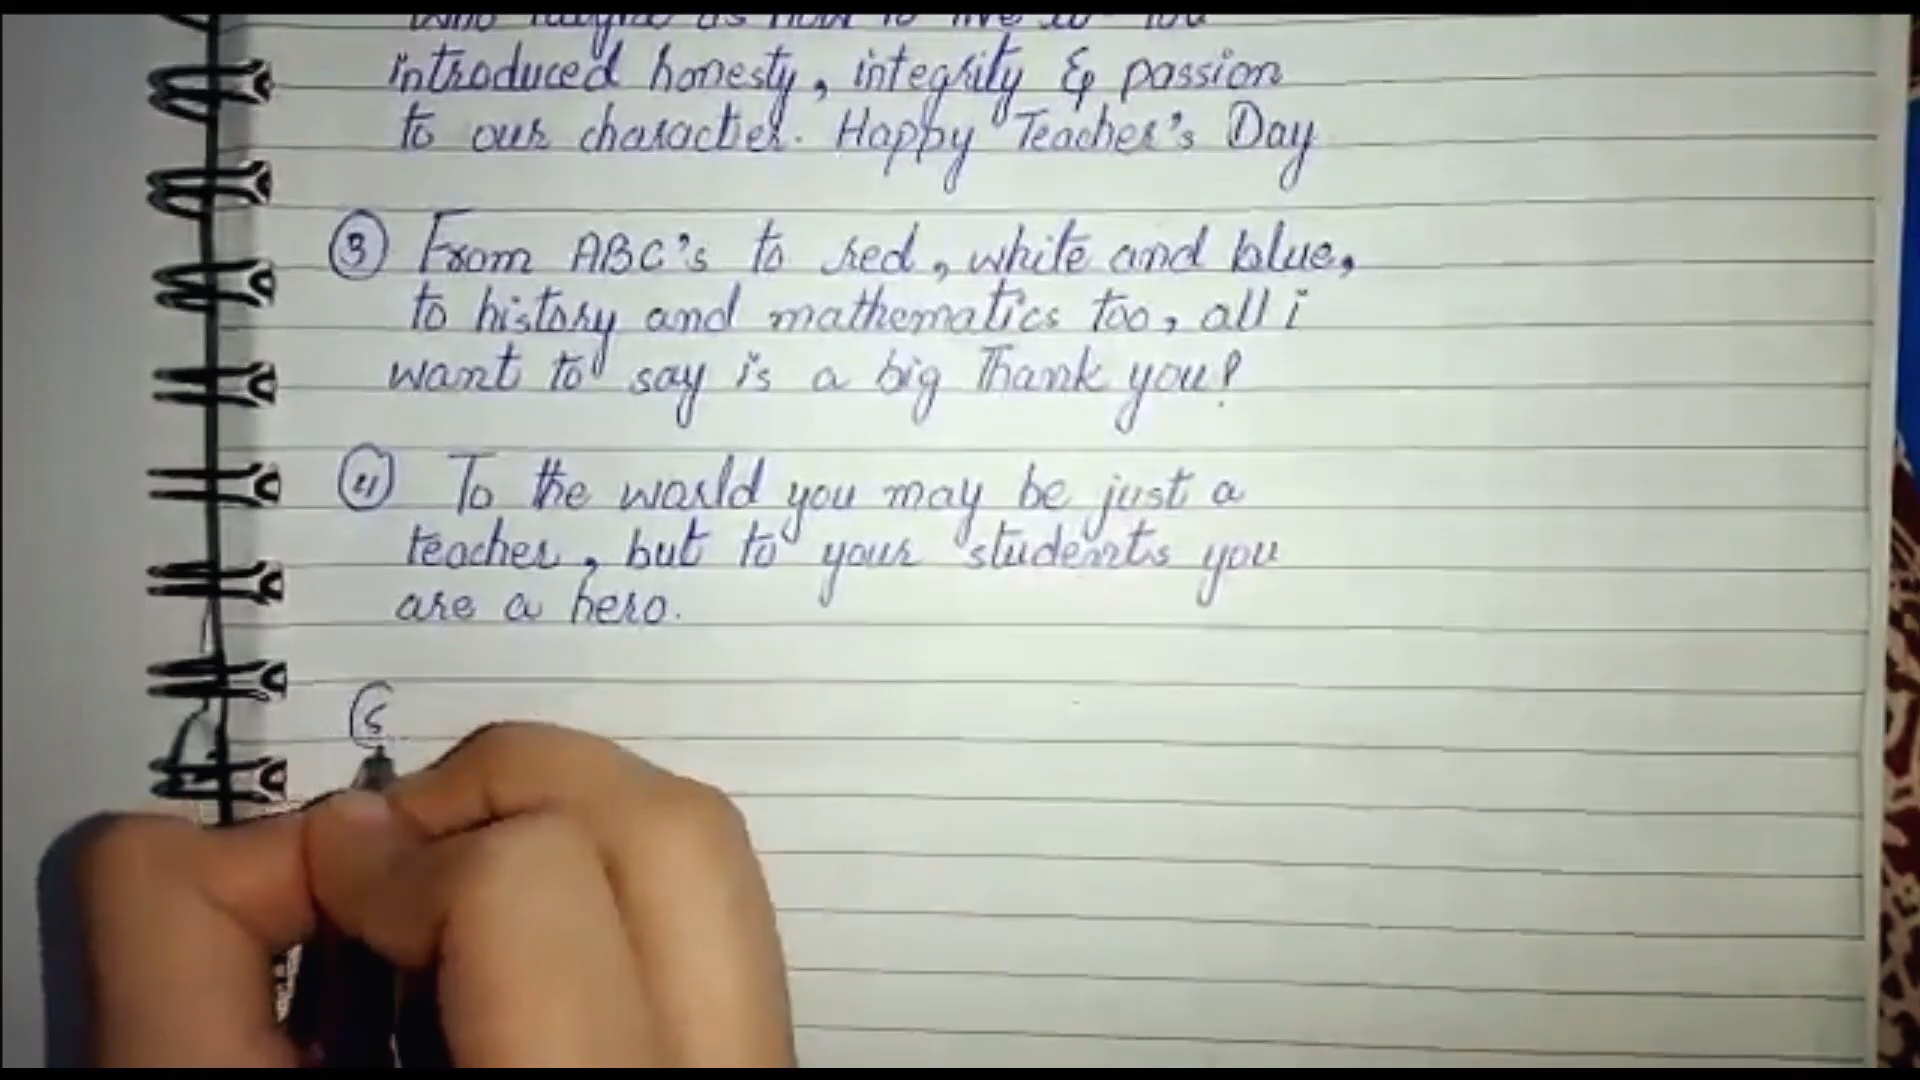 introduced honesty, integrity & passion
to our character. Happy Teacher's Day
③ From ABC's to red, white and blue,
to history and mathematics too, all i
want to say is a big Thank you!
④ To the world you may be just a
teacher, but to your students you
are a hero.
5